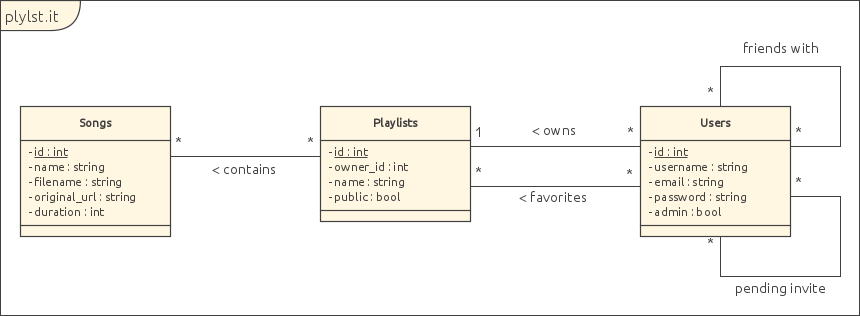 plylst.it
friends with
Songs
- id : int
- name : string
- filename : string
- original_url : string
- duration : int
*
*
< contains
Playlists
- id : int
- owner_id : int
- name : string
- public : bool
1
< owns
*
*
< favorites
*
Users
- id : int
- username : string
- email : string
- password : string
- admin : bool
*
*
*
*
pending invite